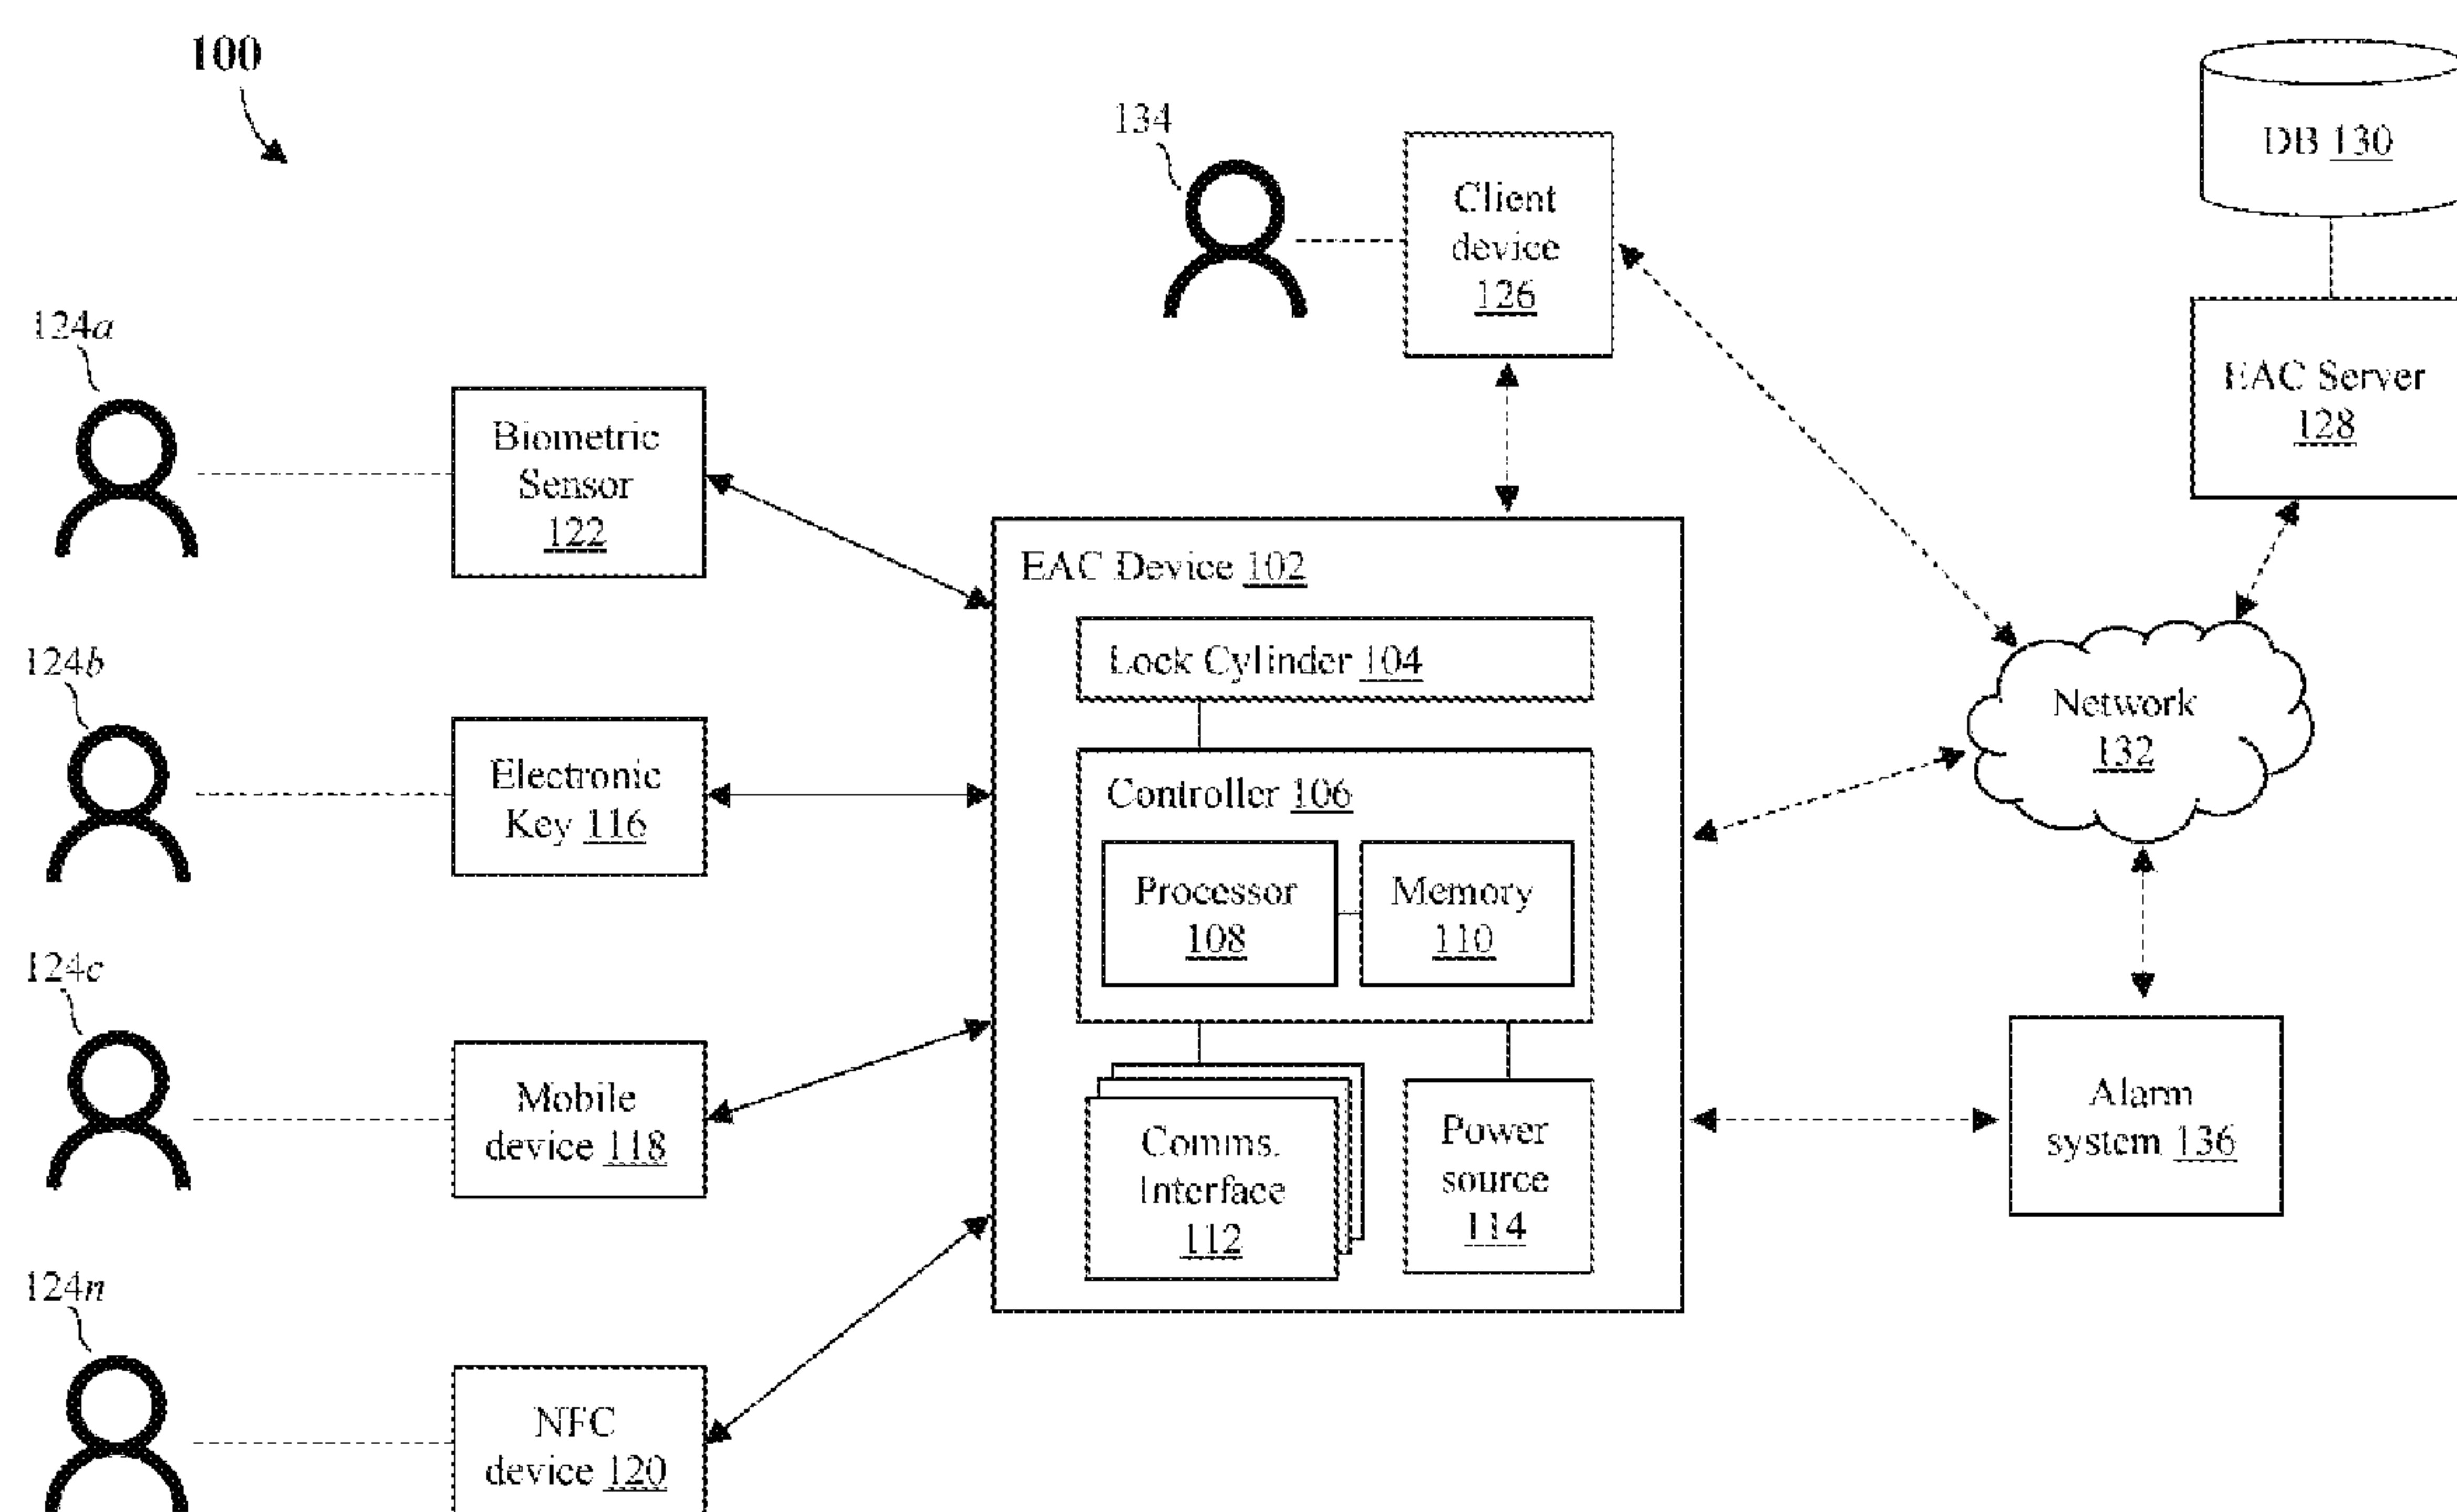 100
134
Client
device
126
DB 130
EAC Server
128
124a
Biometric
Sensor
122
EAC Device 102
Lock Cylinder 104
124b
Electronic
Key 116
Controller 106
Processor
108
Memory
110
Network
132
124c
Mobile
device 118
Comms.
Interface
112
Power
source
114
Alarm
system 136
124n
NFC
device 120